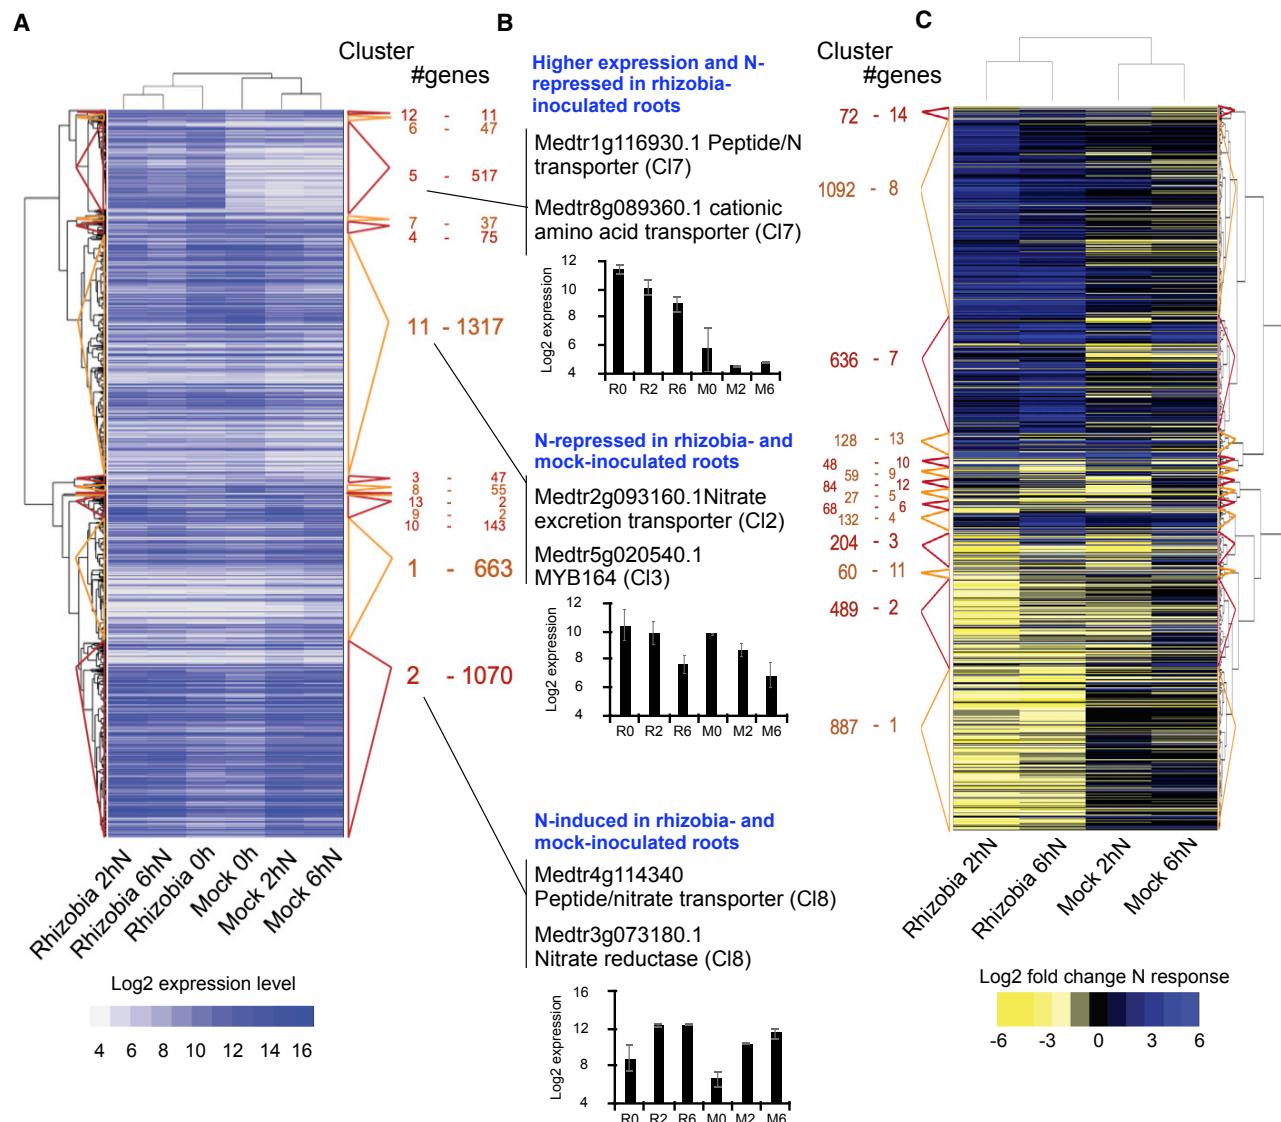 A
Cluster
#genes
12 - 11
6 - 47
5 - 517
7 - 37
4 - 75
11 - 1317
3 - 47
8 - 55
13 - 2
9 - 2
10 - 143
1 - 663
2 - 1070
Rhizobia 2hN
Rhizobia 6hN
Rhizobia 0h
Mock 0h
Mock 2hN
Mock 6hN
Log2 expression level
4 6 8 10 12 14 16
B
Higher expression and N-
repressed in rhizobia-
inoculated roots
Medtr1g116930.1 Peptide/N
transporter (Cl7)
Medtr8g089360.1 cationic
amino acid transporter (Cl7)
Log2 expression
12
10
8
6
4
R0 R2 R6 M0 M2 M6
N-repressed in rhizobia- and
mock-inoculated roots
Medtr2g093160.1Nitrate
excretion transporter (Cl2)
Medtr5g020540.1
MYB164 (Cl3)
Log2 expression
12
10
8
6
4
R0 R2 R6 M0 M2 M6
N-induced in rhizobia- and
mock-inoculated roots
Medtr4g114340
Peptide/nitrate transporter (Cl8)
Medtr3g073180.1
Nitrate reductase (Cl8)
Log2 expression
16
12
8
4
R0 R2 R6 M0 M2 M6
C
Cluster
#genes
72 - 14
1092 - 8
636 - 7
128 - 13
48 - 10
59 - 9
84 - 12
27 - 5
68 - 6
132 - 4
204 - 3
60 - 11
489 - 2
887 - 1
Rhizobia 2hN
Rhizobia 6hN
Mock 2hN
Mock 6hN
Log2 fold change N response
-6 -3 0 3 6